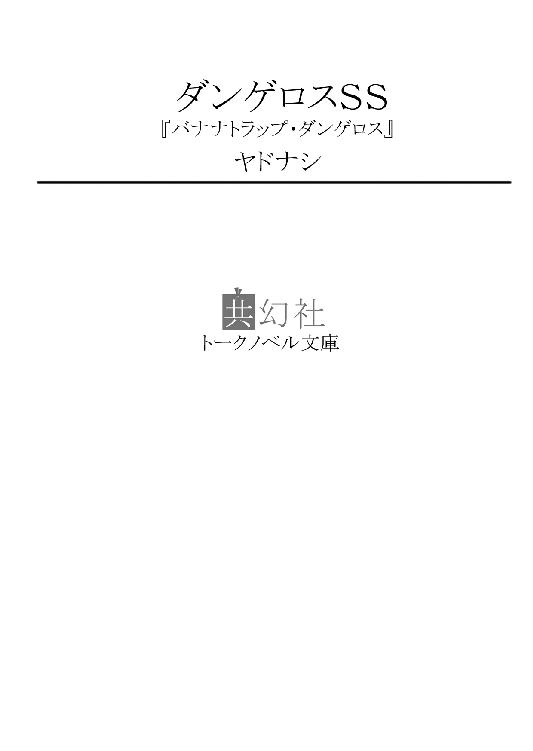 ダンゲロスSS
『バナナトラップ・ダンゲロス』
ヤドナシ
共幻社
トークノベル文庫